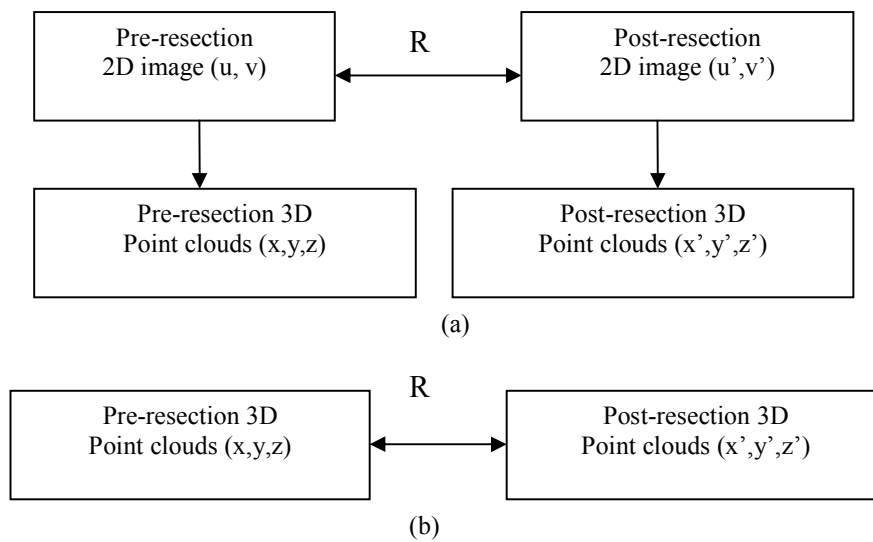 Pre-resection
2D image (u, v)
R
Post-resection
2D image (u’,v’)
Pre-resection 3D
Point clouds (x,y,z)
Post-resection 3D
Point clouds (x’,y’,z’)
(a)
Pre-resection 3D
Point clouds (x,y,z)
R
Post-resection 3D
Point clouds (x’,y’,z’)
(b)